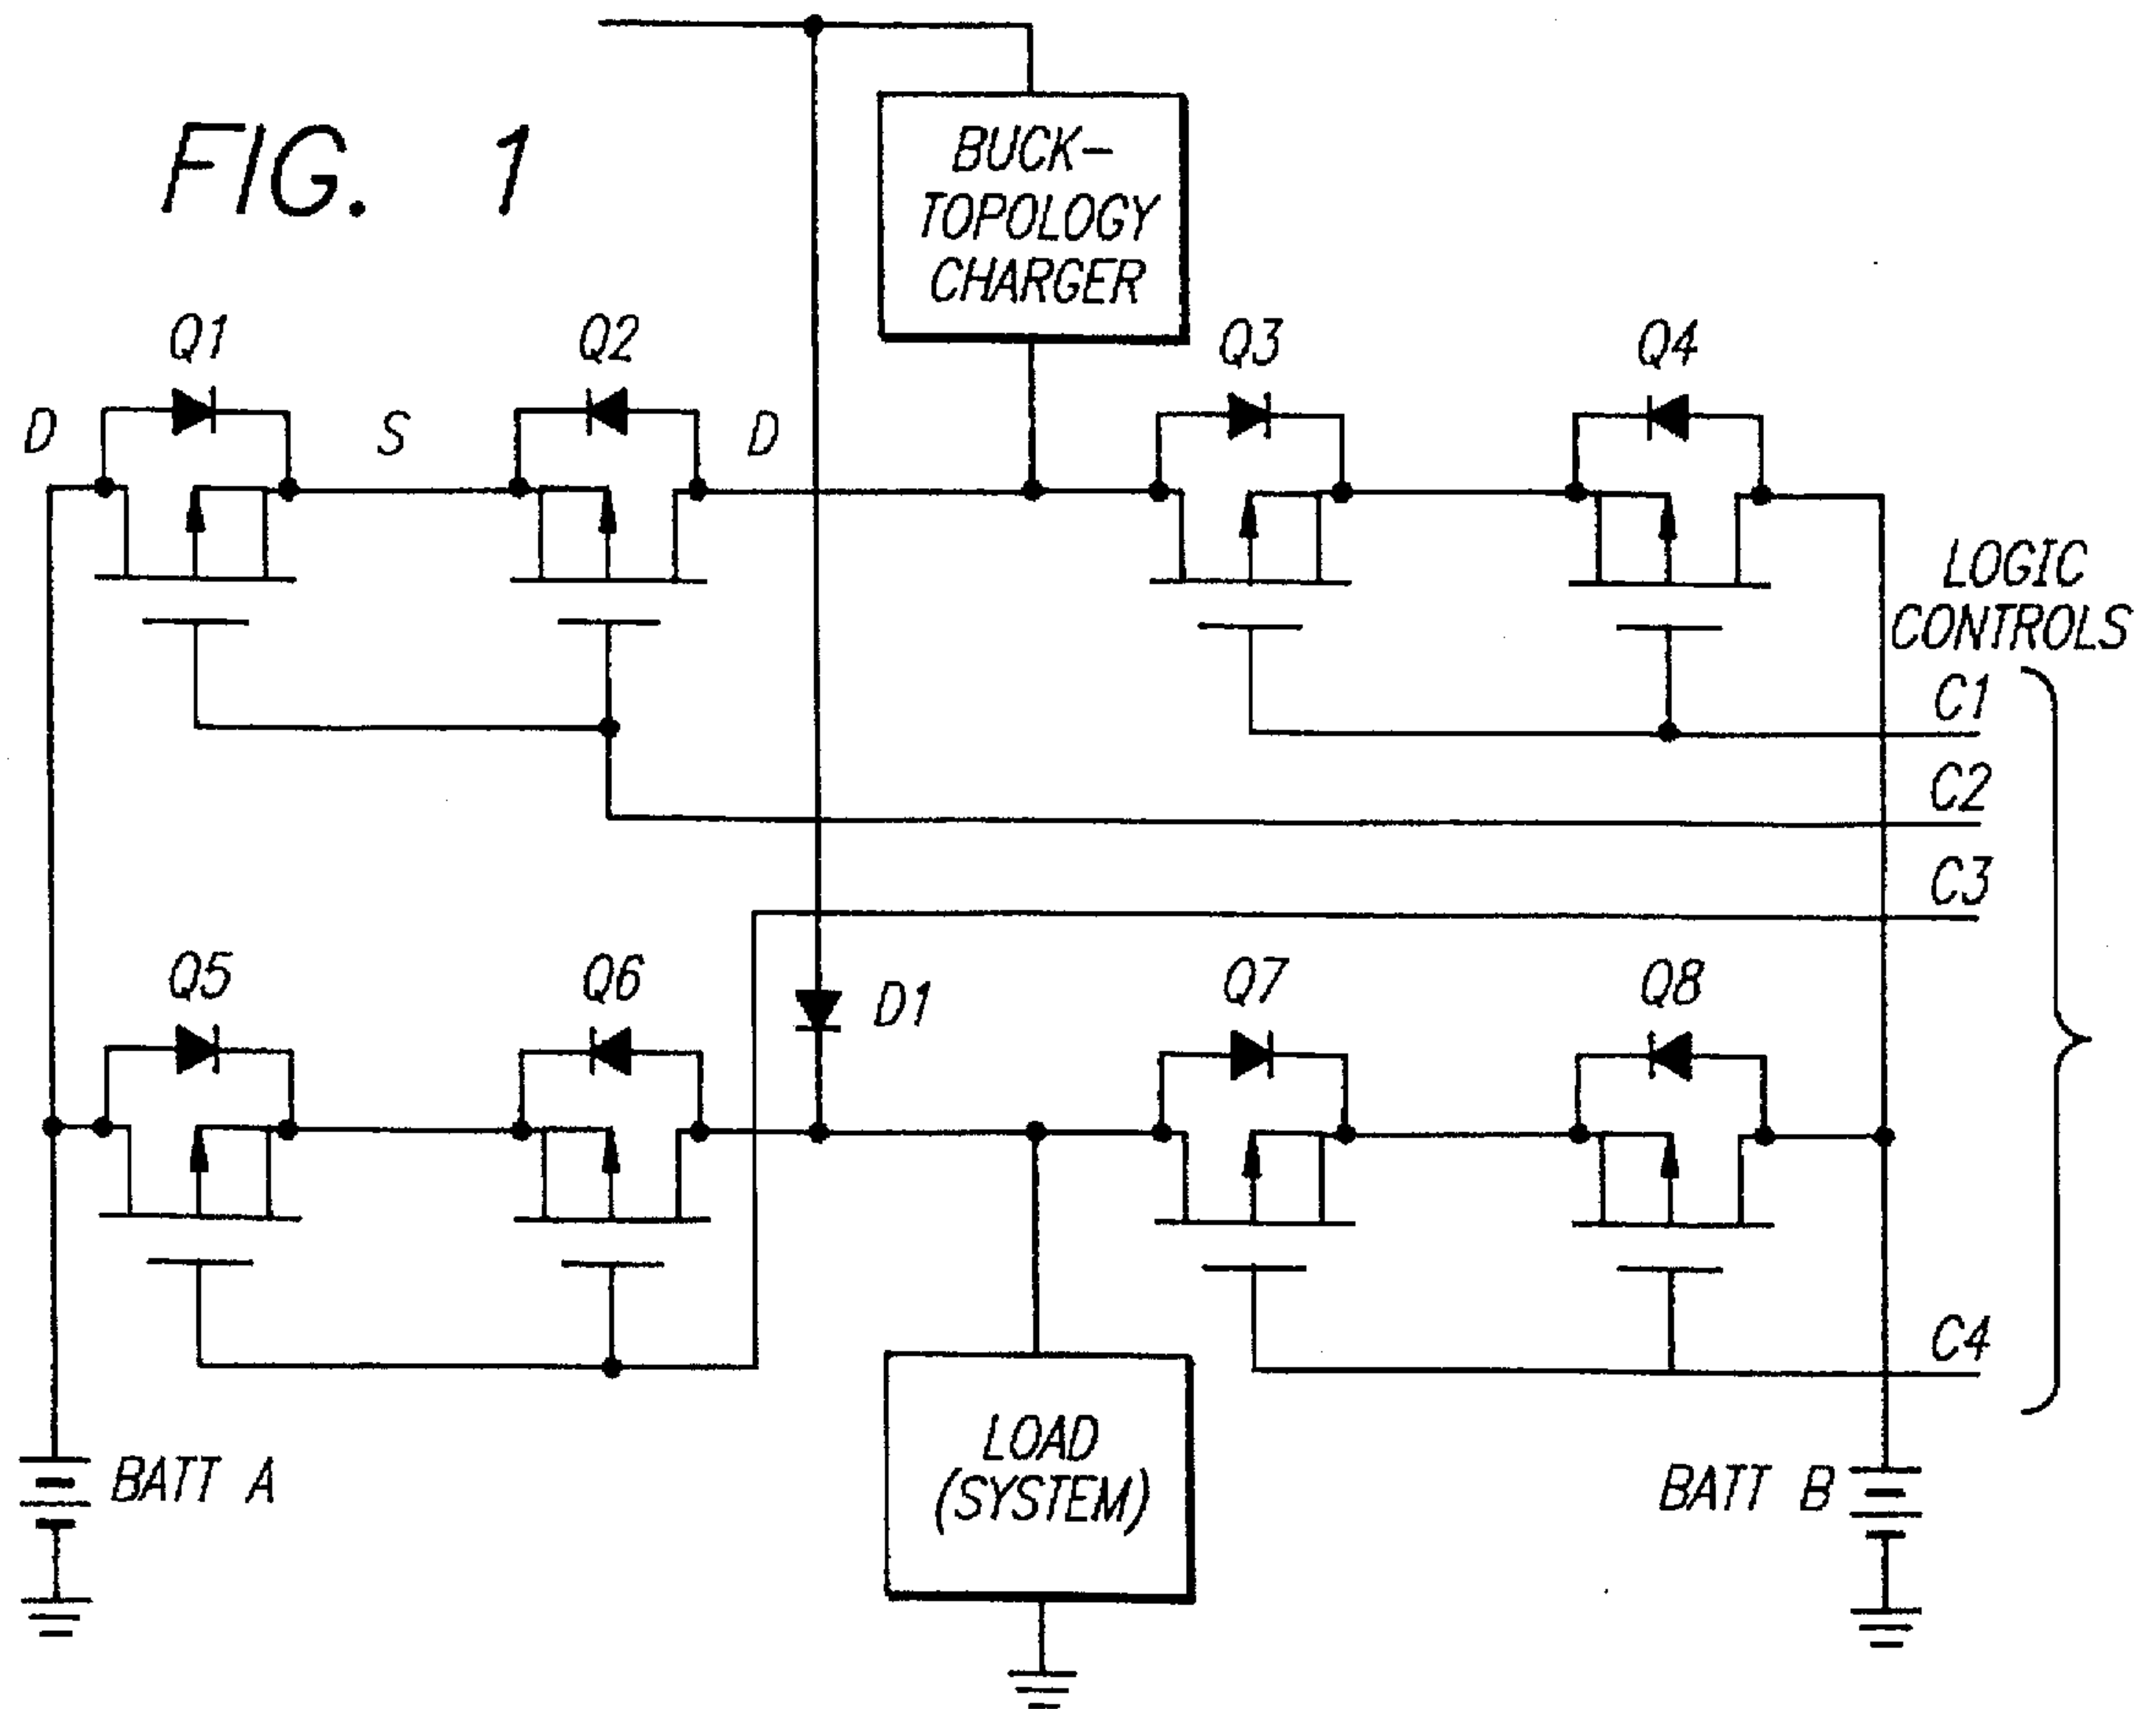 FIG. 1
BUCK-
TOPOLOGY
CHARGER
Q1
Q2
Q3
Q4
D
S
D
LOGIC
CONTROLS
C1
C2
C3
Q5
Q6
D1
Q7
Q8
C4
BATT A
LOAD
(SYSTEM)
BATT B